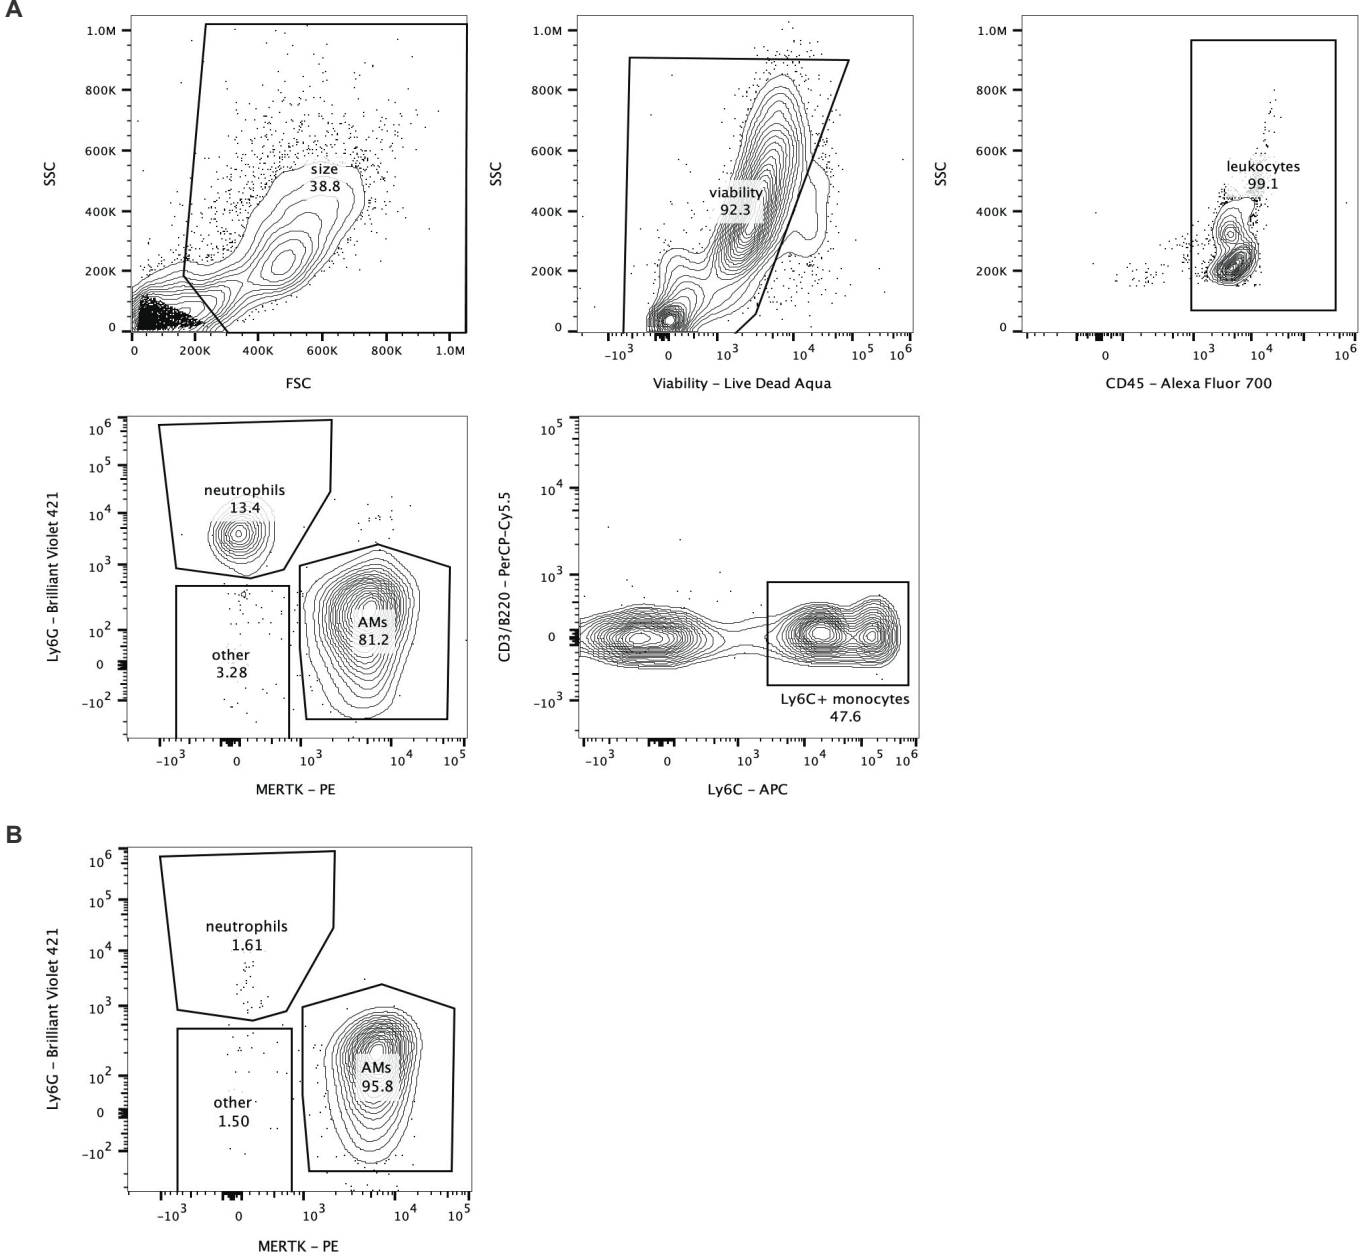 A
1.0M
800K
600K
400K
200K
0
SSC
size
38.8
0 200K 400K 600K 800K 1.0M
FSC
1.0M
800K
600K
400K
200K
0
SSC
viability
92.3
-10^3 0 10^3 10^4 10^5 10^6
Viability – Live Dead Aqua
1.0M
800K
600K
400K
200K
0
SSC
leukocytes
99.1
0 10^3 10^4 10^6
CD45 – Alexa Fluor 700
10^6
10^5
10^4
10^3
10^2
0
-10^2
Ly6G – Brilliant Violet 421
neutrophils
13.4
AMs
81.2
other
3.28
-10^3 0 10^3 10^4 10^5
MERTK – PE
10^5
10^4
10^3
0
-10^3
CD3/B220 – PerCP-Cy5.5
Ly6C+ monocytes
47.6
-10^3 0 10^3 10^4 10^5 10^6
Ly6C – APC
B
10^6
10^5
10^4
10^3
10^2
0
-10^2
Ly6G – Brilliant Violet 421
neutrophils
1.61
AMs
95.8
other
1.50
-10^3 0 10^3 10^4 10^5
MERTK – PE